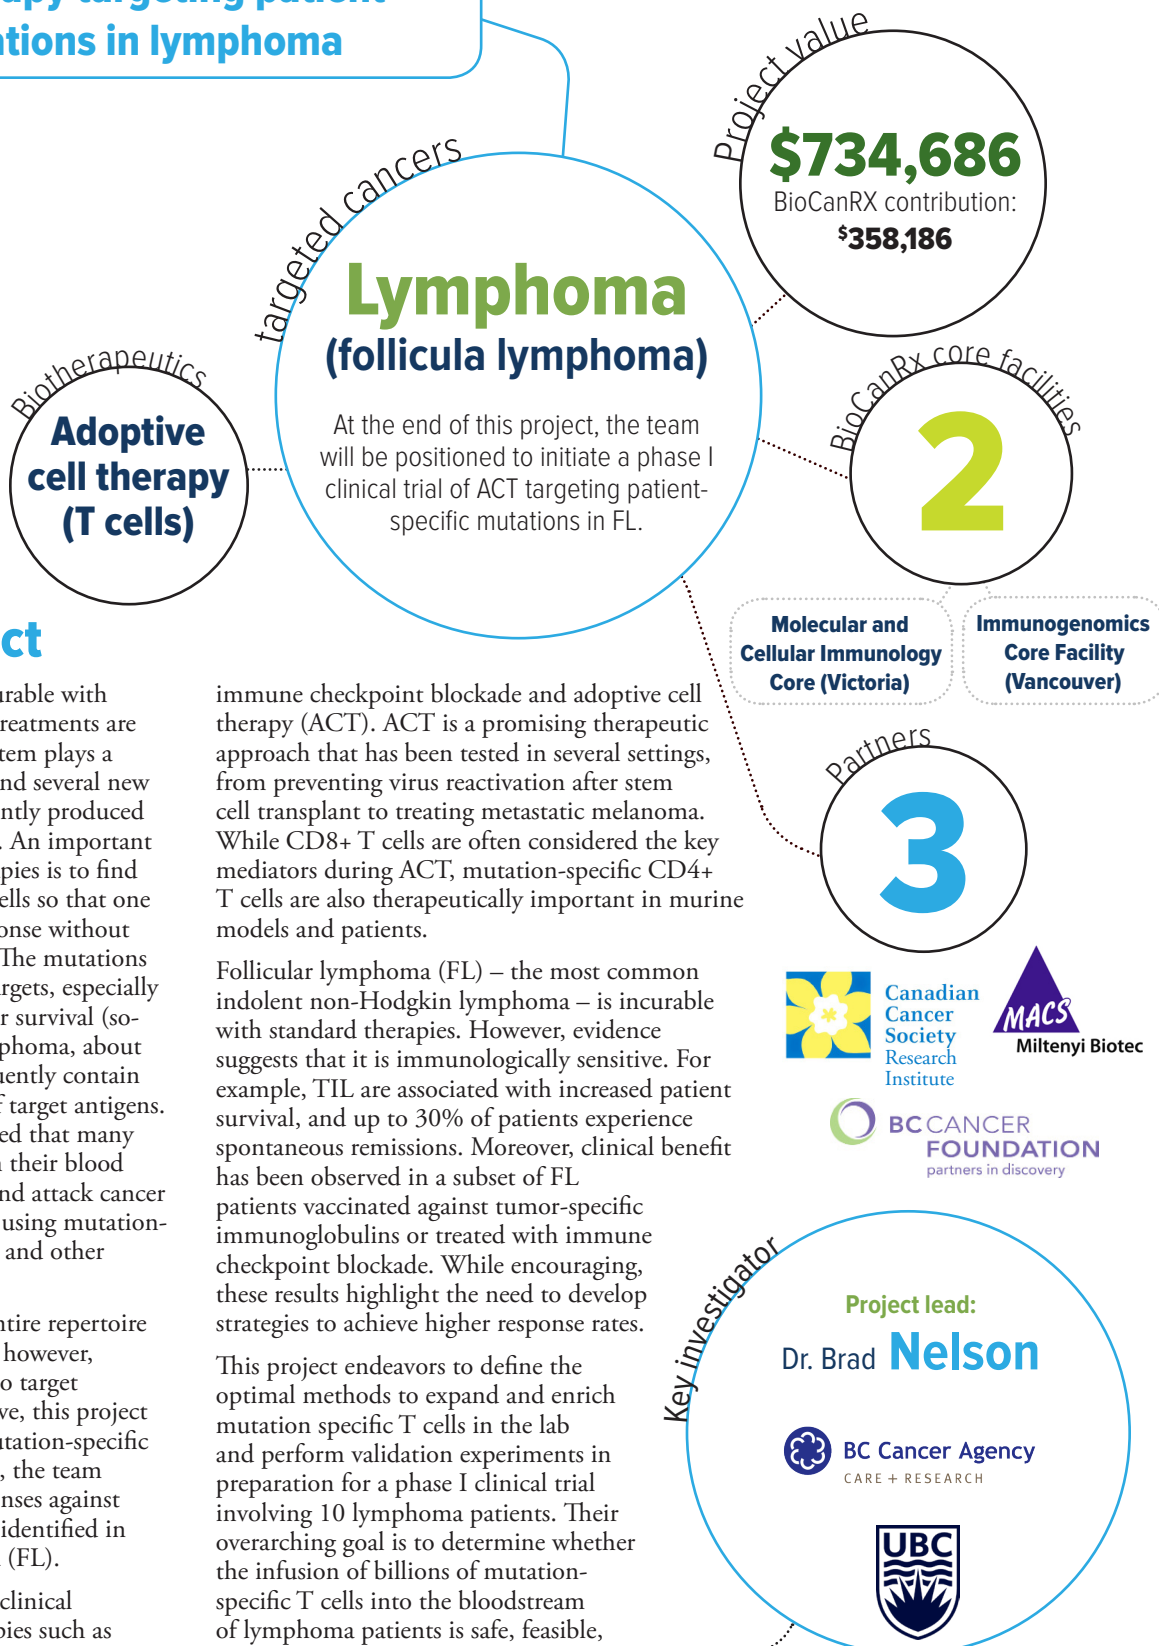 apy targeting patient
ations in lymphoma
Project value
$734,686
BioCanRX contribution:
$358,186
targeted cancers
Lymphoma
(follicula lymphoma)
At the end of this project, the team
will be positioned to initiate a phase I
clinical trial of ACT targeting patient-
specific mutations in FL.
Biotherapeutics
Adoptive
cell therapy
(T cells)
BioCanRx core facilities
2
Molecular and
Cellular Immunology
Core (Victoria)
Immunogenomics
Core Facility
(Vancouver)
Partners
3
Canadian
Cancer
Society
Research
Institute
MACS
Miltenyi Biotec
BC CANCER
FOUNDATION
partners in discovery
Key investigator
Project lead:
Dr. Brad Nelson
BC Cancer Agency
CARE + RESEARCH
UBC
ct
urable with
reatments are
tem plays a
nd several new
ntly produced
. An important
pies is to find
ells so that one
onse without
The mutations
argets, especially
r survival (so-
phoma, about
uently contain
f target antigens.
ed that many
n their blood
nd attack cancer
using mutation-
and other
ntire repertoire
however,
o target
ve, this project
utation-specific
, the team
nses against
identified in
(FL).
clinical
pies such as
immune checkpoint blockade and adoptive cell
therapy (ACT). ACT is a promising therapeutic
approach that has been tested in several settings,
from preventing virus reactivation after stem
cell transplant to treating metastatic melanoma.
While CD8+ T cells are often considered the key
mediators during ACT, mutation-specific CD4+
T cells are also therapeutically important in murine
models and patients.
Follicular lymphoma (FL) – the most common
indolent non-Hodgkin lymphoma – is incurable
with standard therapies. However, evidence
suggests that it is immunologically sensitive. For
example, TIL are associated with increased patient
survival, and up to 30% of patients experience
spontaneous remissions. Moreover, clinical benefit
has been observed in a subset of FL
patients vaccinated against tumor-specific
immunoglobulins or treated with immune
checkpoint blockade. While encouraging,
these results highlight the need to develop
strategies to achieve higher response rates.
This project endeavors to define the
optimal methods to expand and enrich
mutation specific T cells in the lab
and perform validation experiments in
preparation for a phase I clinical trial
involving 10 lymphoma patients. Their
overarching goal is to determine whether
the infusion of billions of mutation-
specific T cells into the bloodstream
of lymphoma patients is safe, feasible,